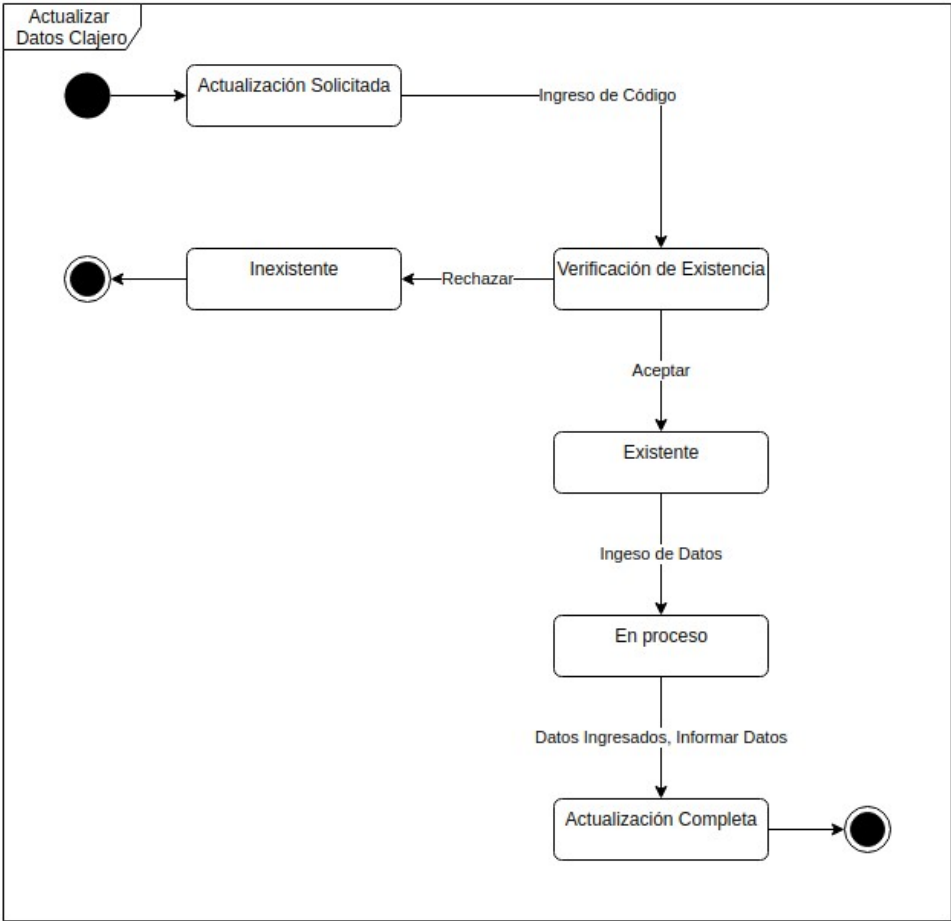 Actualizar
Datos Clajero
Actualización Solicitada
Ingreso de Código
Inexistente
Rechazar
Verificación de Existencia
Aceptar
Existente
Ingeso de Datos
En proceso
Datos Ingresados, Informar Datos
Actualización Completa